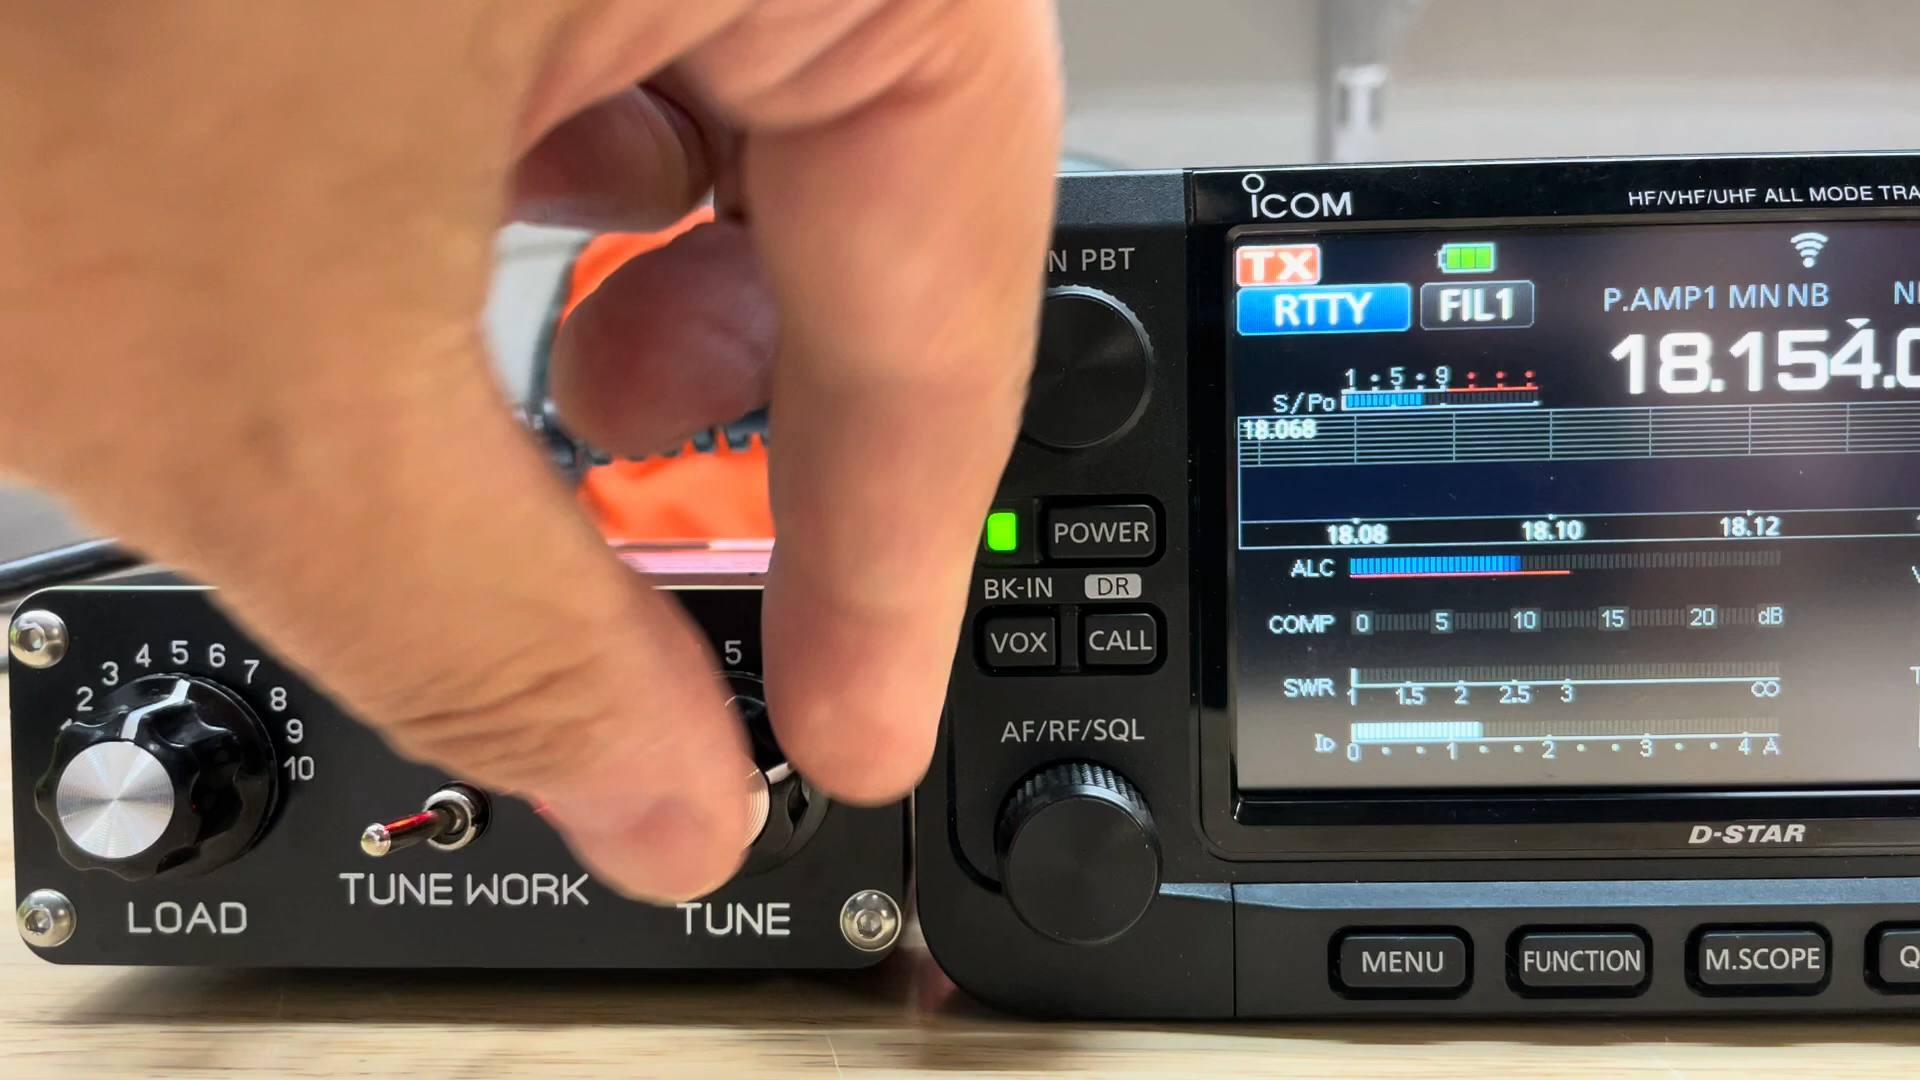 ICOM
HF/VHF/UHF ALL MODE TRA
N PBT
TX
RTTY FIL1 P.AMP1 MN NB
18.154.0
1 5 9
S/Po
18.068
18.08 18.10 18.12
ALC
COMP 0 5 10 15 20 dB
SWR 1 1.5 2 2.5 3 ∞
ID 0 1 2 3 4 A
POWER
BK-IN DR
VOX CALL
AF/RF/SQL
D-STAR
MENU FUNCTION M.SCOPE Q
2 3 4 5 6 7 8 9 10
LOAD
TUNE WORK
5
TUNE